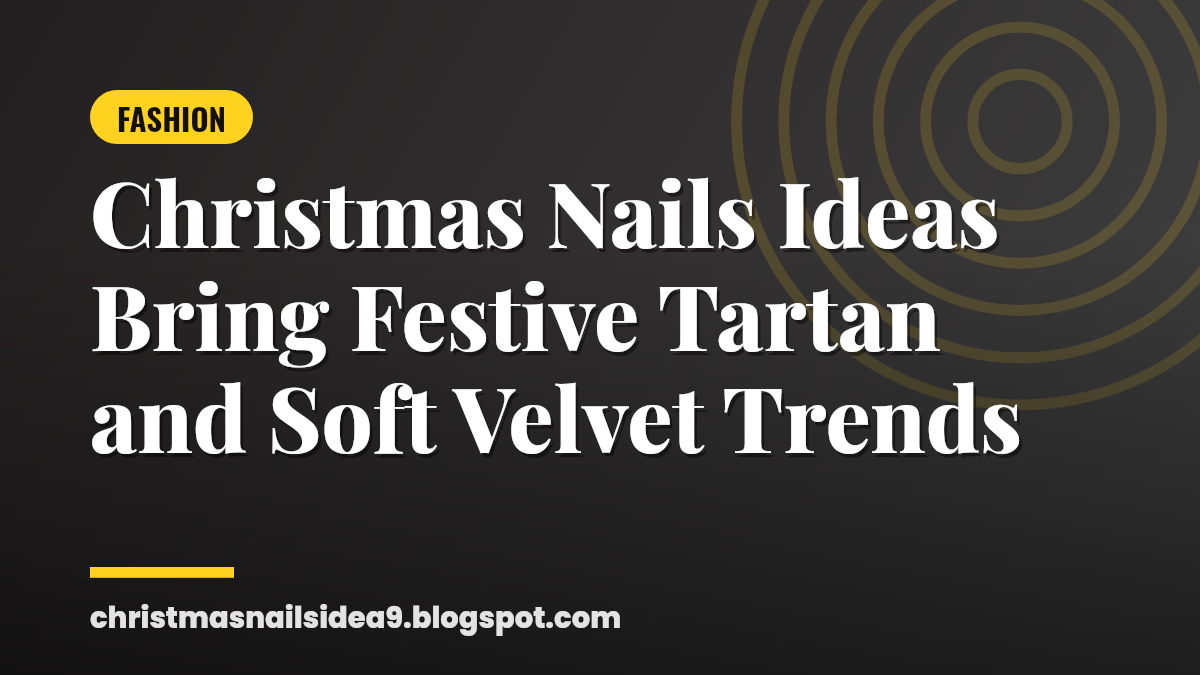 FASHION
Christmas Nails Ideas
Bring Festive Tartan
and Soft Velvet Trends
christmasnailsidea9.blogspot.com